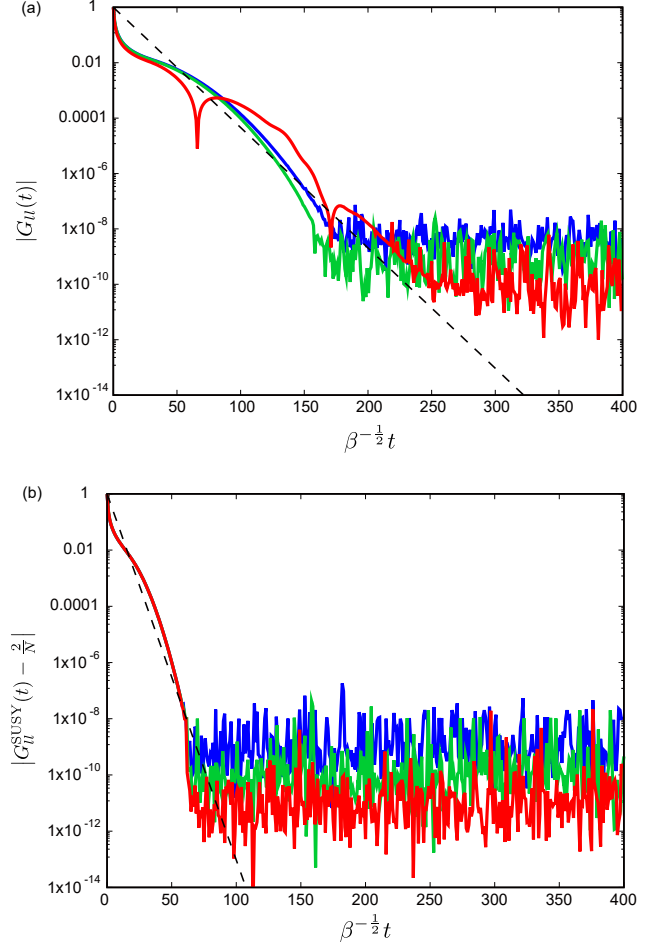 (a)
1
0.01
0.0001
1x10^-6
1x10^-8
1x10^-10
1x10^-12
1x10^-14
|G_ll(t)|
0 50 100 150 200 250 300 350 400
β^{-1/2} t
(b)
1
0.01
0.0001
1x10^-6
1x10^-8
1x10^-10
1x10^-12
1x10^-14
|G_ll^SUSY(t) − 2/N|
0 50 100 150 200 250 300 350 400
β^{-1/2} t